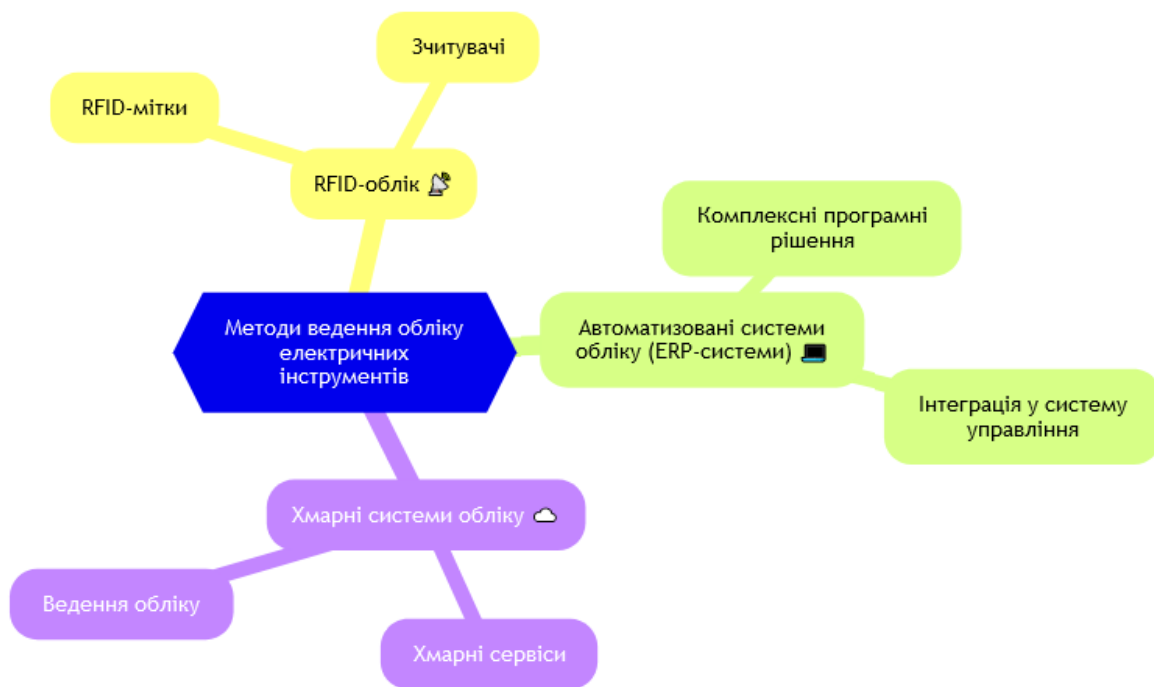 Зчитувачі
RFID-мітки
RFID-облік
Комплексні програмні
рішення
Методи ведення обліку
електричних
інструментів
Автоматизовані системи
обліку (ERP-системи)
Інтеграція у систему
управління
Хмарні системи обліку
Ведення обліку
Хмарні сервіси